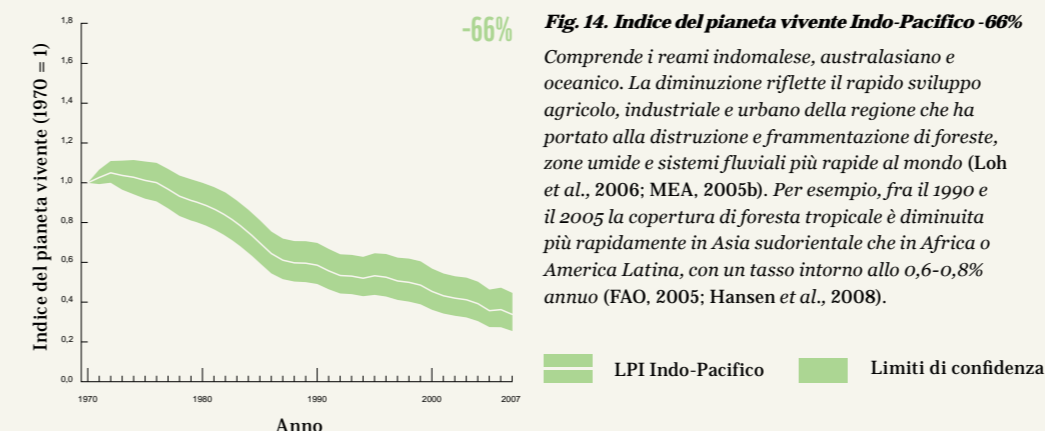 -66%
Indice del pianeta vivente (1970 = 1)
1,8
1,6
1,4
1,2
1,0
0,8
0,6
0,4
0,2
0,0
1970
1980
1990
2000
2007
Anno
Fig. 14. Indice del pianeta vivente Indo-Pacifico -66%
Comprende i reami indomalese, australasiano e
oceanico. La diminuzione riflette il rapido sviluppo
agricolo, industriale e urbano della regione che ha
portato alla distruzione e frammentazione di foreste,
zone umide e sistemi fluviali più rapide al mondo (Loh
et al., 2006; MEA, 2005b). Per esempio, fra il 1990 e
il 2005 la copertura di foresta tropicale è diminuita
più rapidamente in Asia sudorientale che in Africa o
America Latina, con un tasso intorno allo 0,6-0,8%
annuo (FAO, 2005; Hansen et al., 2008).
LPI Indo-Pacifico
Limiti di confidenza